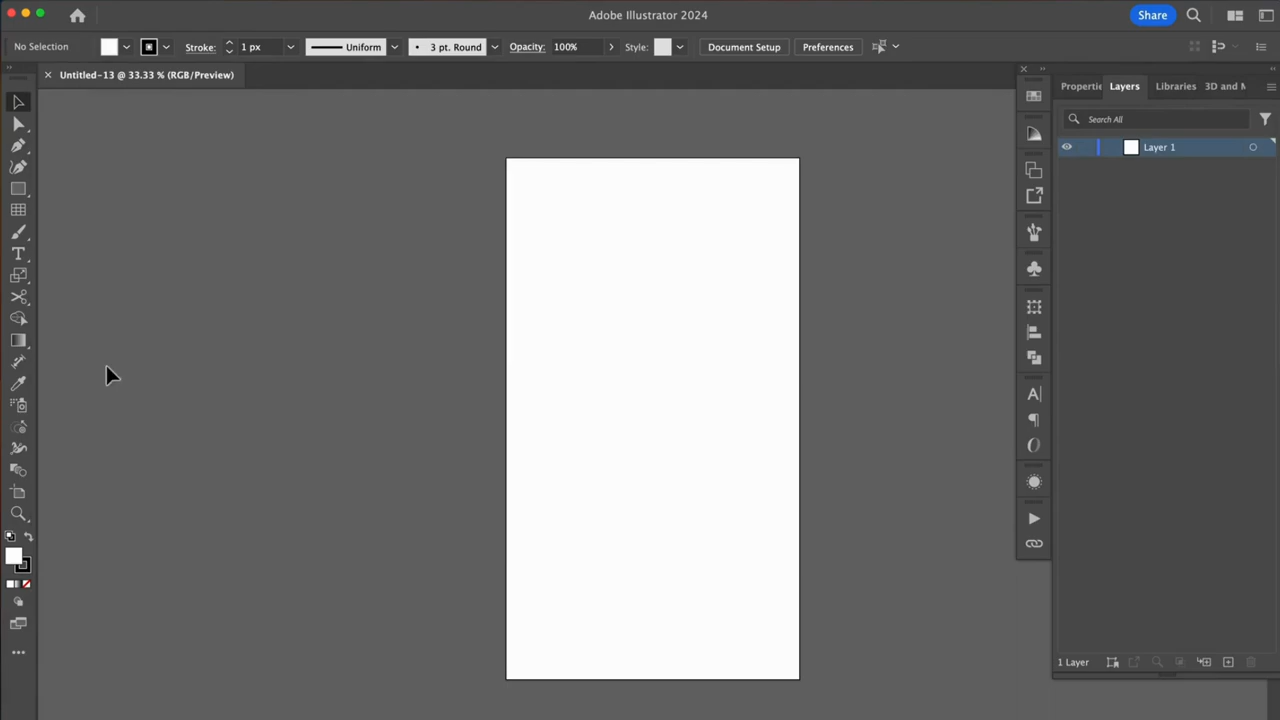 Adobe Illustrator 2024
Share
No Selection
Stroke:
1 px
Uniform
3 pt. Round
Opacity:
100%
Style:
Document Setup
Preferences
Untitled-13 @ 33.33 % (RGB/Preview)
Layers
Libraries
3D and
Search All
Layer 1
1 Layer